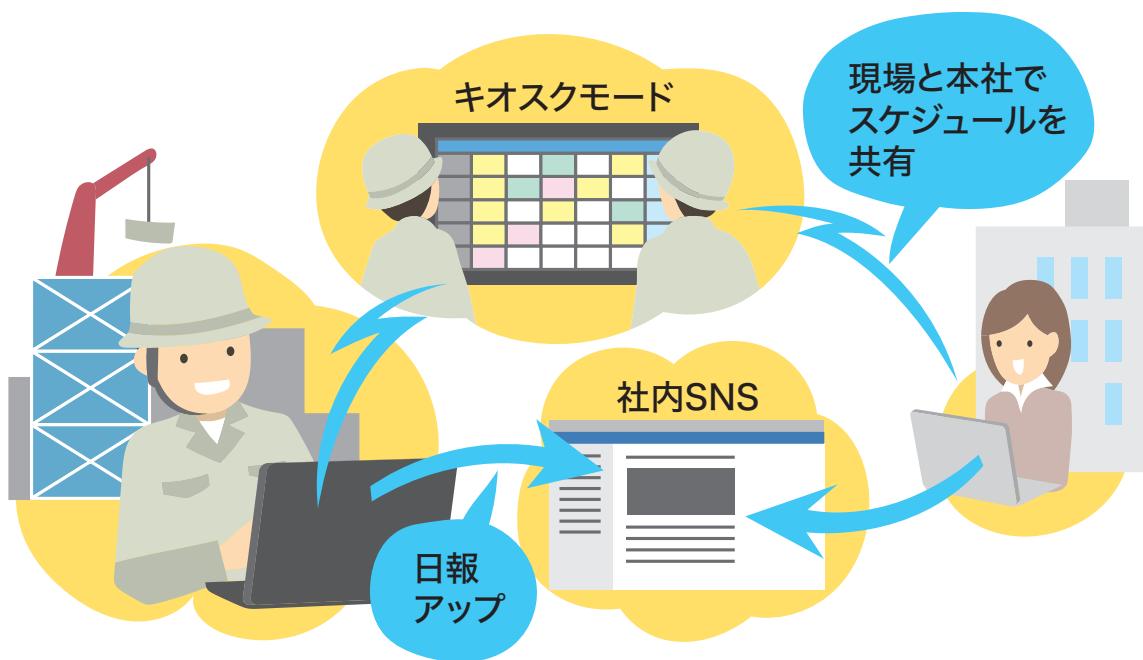 キオスクモード
現場と本社で
スケジュールを
共有
社内SNS
日報
アップ